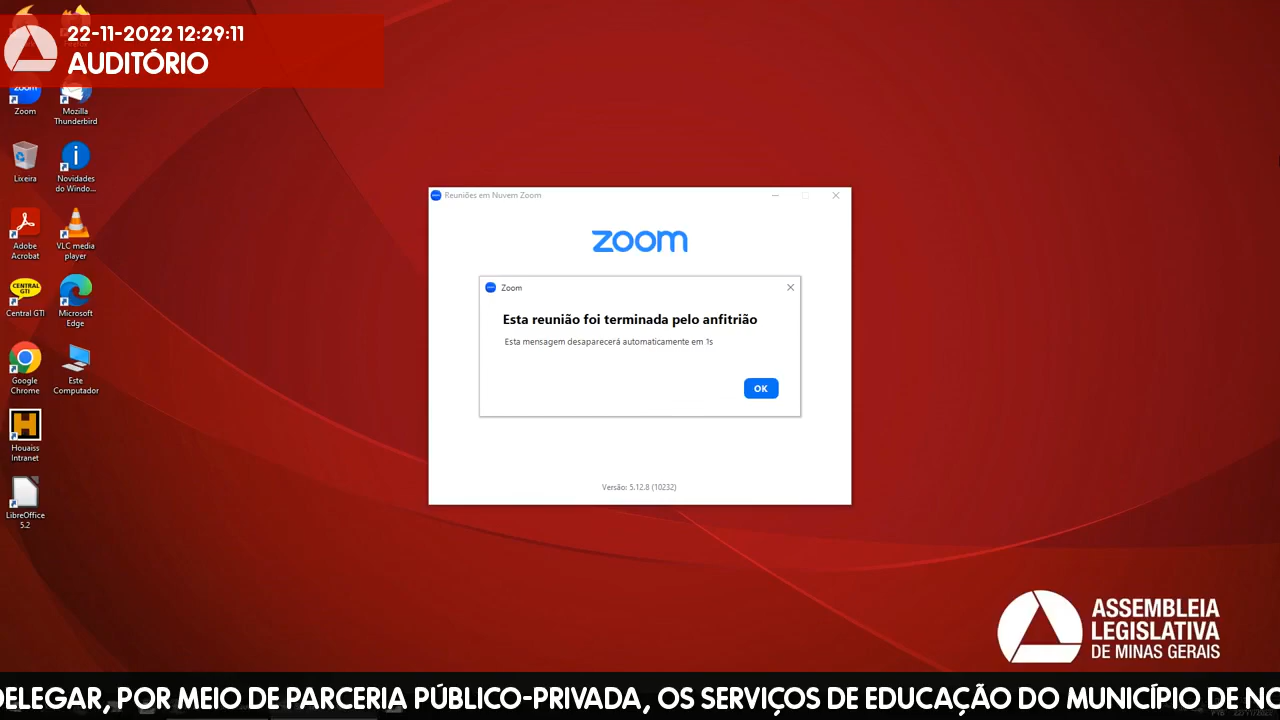 22-11-2022 12:29:11
AUDITÓRIO
Zoom
Mozilla
Thunderbird
Lixeira
Novidades
do Windo...
Adobe
Acrobat
VLC media
player
CENTRAL
GTI
Central GTI
Microsoft
Edge
Google
Chrome
Este
Computador
Houaiss
Intranet
LibreOffice
5.2
Reuniões em Nuvem Zoom
zoom
Zoom
Esta reunião foi terminada pelo anfitrião
Esta mensagem desaparecerá automaticamente em 1s
OK
Versão: 5.12.8 (10232)
ASSEMBLEIA
LEGISLATIVA
DE MINAS GERAIS
DELEGAR, POR MEIO DE PARCERIA PÚBLICO-PRIVADA, OS SERVIÇOS DE EDUCAÇÃO DO MUNICÍPIO DE